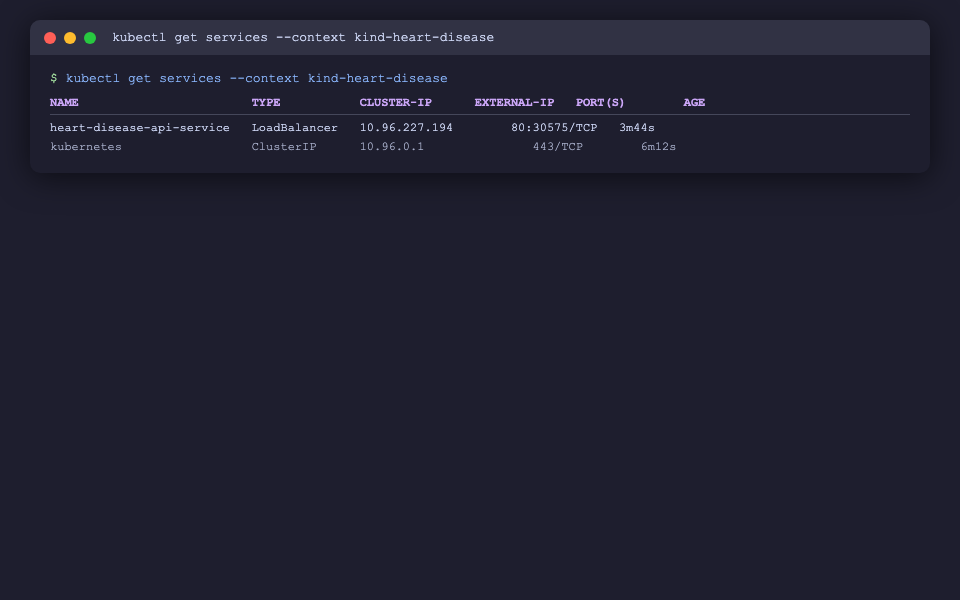 kubectl get services --context kind-heart-disease
$ kubectl get services --context kind-heart-disease
NAME TYPE CLUSTER-IP EXTERNAL-IP PORT(S) AGE
heart-disease-api-service LoadBalancer 10.96.227.194 80:30575/TCP 3m44s
kubernetes ClusterIP 10.96.0.1 443/TCP 6m12s